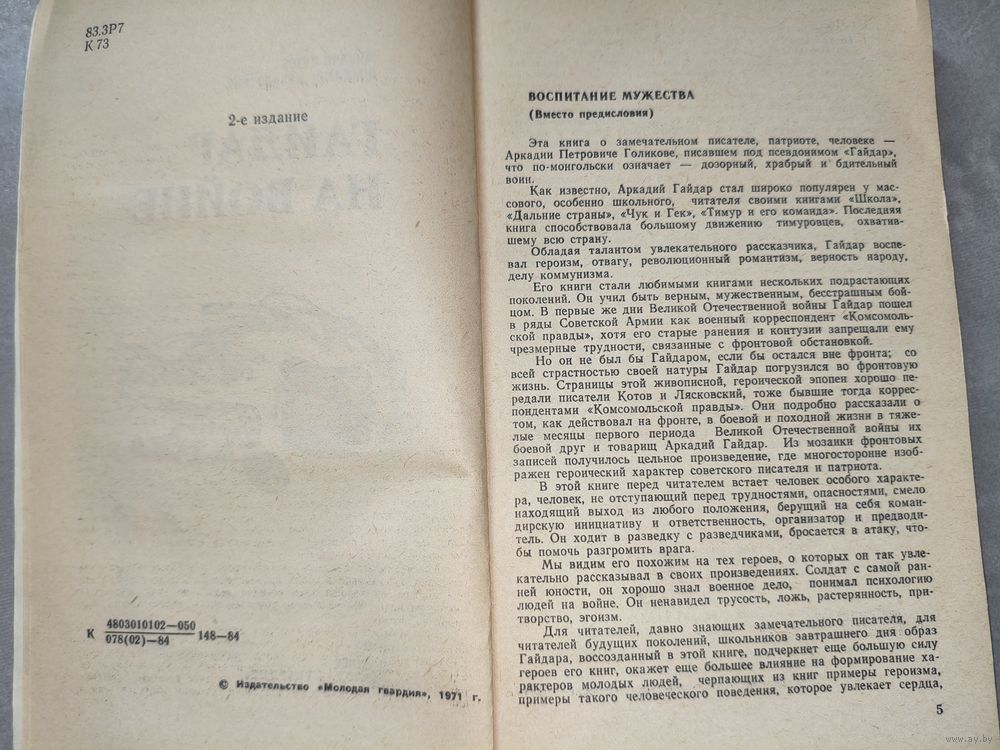 83.3Р7
К 73
2-е издание
К 4803010102—050
078(02)—84 148—84
© Издательство «Молодая гвардия», 1971 г.
ВОСПИТАНИЕ МУЖЕСТВА
(Вместо предисловия)
Эта книга о замечательном писателе, патриоте, человеке —
Аркадии Петровиче Голикове, писавшем под псевдонимом «Гайдар»,
что по-монгольски означает — дозорный, храбрый и бдительный
воин.
Как известно, Аркадий Гайдар стал широко популярен у мас-
сового, особенно школьного, читателя своими книгами «Школа»,
«Дальние страны», «Чук и Гек», «Тимур и его команда». Последняя
книга способствовала большому движению тимуровцев, охватив-
шему всю страну.
Обладая талантом увлекательного рассказчика, Гайдар воспе-
вал героизм, отвагу, революционный романтизм, верность народу,
делу коммунизма.
Его книги стали любимыми книгами нескольких подрастающих
поколений. Он учил быть верным, мужественным, бесстрашным бой-
цом. В первые же дни Великой Отечественной войны Гайдар пошел
в ряды Советской Армии как военный корреспондент «Комсомоль-
ской правды», хотя его старые ранения и контузии запрещали ему
чрезмерные трудности, связанные с фронтовой обстановкой.
Но он не был бы Гайдаром, если бы остался вне фронта; со
всей страстностью своей натуры Гайдар погрузился во фронтовую
жизнь. Страницы этой живописной, героической эпопеи хорошо пе-
редали писатели Котов и Лясковский, тоже бывшие тогда коррес-
пондентами «Комсомольской правды». Они подробно рассказали о
том, как действовал на фронте, в боевой и походной жизни в тяже-
лые месяцы первого периода Великой Отечественной войны их
боевой друг и товарищ Аркадий Гайдар. Из мозаики фронтовых
записей получилось цельное произведение, где многосторонне изоб-
ражен героический характер советского писателя и патриота.
В этой книге перед читателем встает человек особого характе-
ра, человек, не отступающий перед трудностями, опасностями, смело
находящий выход из любого положения, берущий на себя коман-
дирскую инициативу и ответственность, организатор и предводи-
тель. Он ходит в разведку с разведчиками, бросается в атаку, что-
бы помочь разгромить врага.
Мы видим его похожим на тех героев, о которых он так увле-
кательно рассказывал в своих произведениях. Солдат с самой ран-
ней юности, он хорошо знал военное дело, понимал психологию
людей на войне. Он ненавидел трусость, ложь, растерянность, при-
творство, эгоизм.
Для читателей, давно знающих замечательного писателя, для
читателей будущих поколений, школьников завтрашнего дня образ
Гайдара, воссозданный в этой книге, подчеркнет еще большую силу
героев его книг, окажет еще большее влияние на формирование ха-
рактеров молодых людей, черпающих из книг примеры героизма,
примеры такого человеческого поведения, которое увлекает сердца,
5
www.ay.by